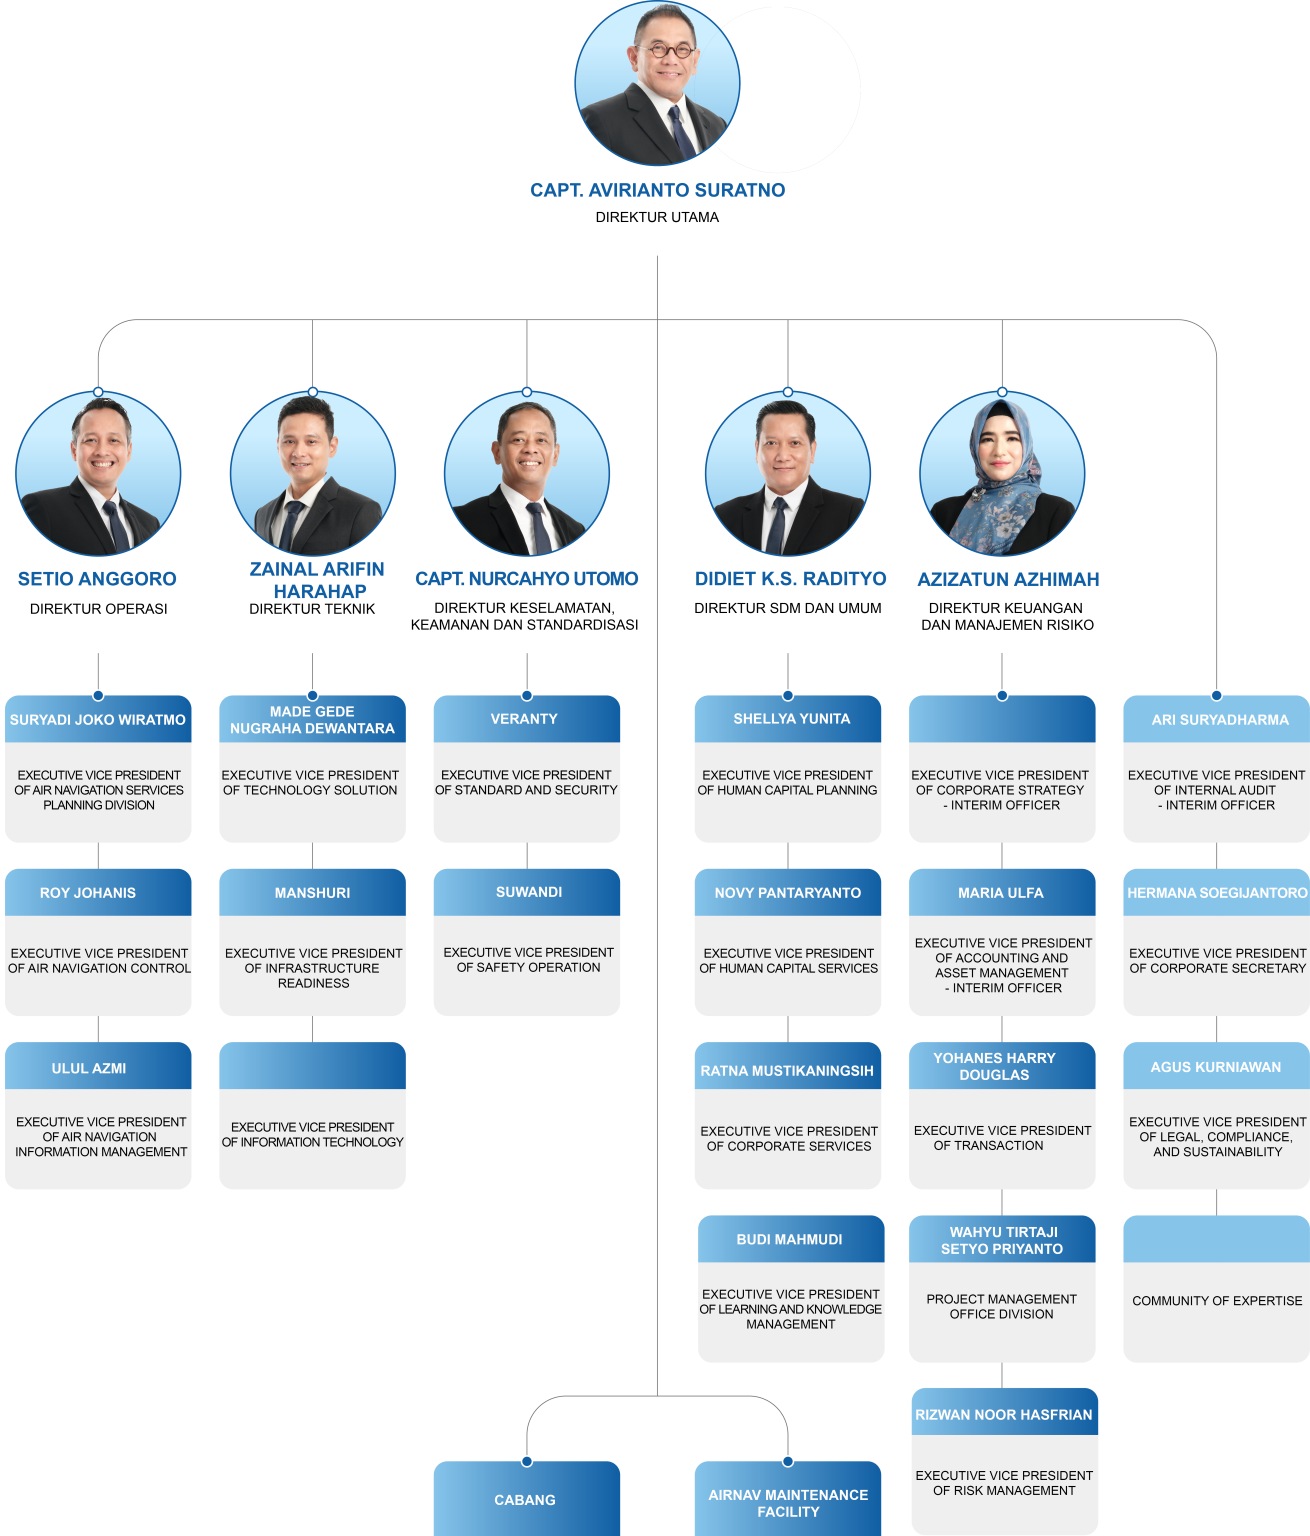 CAPT. AVIRIANTO SURATNO
DIREKTUR UTAMA
SETIO ANGGORO
DIREKTUR OPERASI
ZAINAL ARIFIN
HARAHAP
DIREKTUR TEKNIK
CAPT. NURCAHYO UTOMO
DIREKTUR KESELAMATAN,
KEAMANAN DAN STANDARDISASI
DIDIET K.S. RADITYO
DIREKTUR SDM DAN UMUM
AZIZATUN AZHIMAH
DIREKTUR KEUANGAN
DAN MANAJEMEN RISIKO
SURYADI JOKO WIRATMO
EXECUTIVE VICE PRESIDENT
OF AIR NAVIGATION SERVICES
PLANNING DIVISION
MADE GEDE
NUGRAHA DEWANTARA
EXECUTIVE VICE PRESIDENT
OF TECHNOLOGY SOLUTION
VERANTY
EXECUTIVE VICE PRESIDENT
OF STANDARD AND SECURITY
SHELLYA YUNITA
EXECUTIVE VICE PRESIDENT
OF HUMAN CAPITAL PLANNING
EXECUTIVE VICE PRESIDENT
OF CORPORATE STRATEGY
- INTERIM OFFICER
ARI SURYADHARMA
EXECUTIVE VICE PRESIDENT
OF INTERNAL AUDIT
- INTERIM OFFICER
ROY JOHANIS
EXECUTIVE VICE PRESIDENT
OF AIR NAVIGATION CONTROL
MANSHURI
EXECUTIVE VICE PRESIDENT
OF INFRASTRUCTURE
READINESS
SUWANDI
EXECUTIVE VICE PRESIDENT
OF SAFETY OPERATION
NOVY PANTARYANTO
EXECUTIVE VICE PRESIDENT
OF HUMAN CAPITAL SERVICES
MARIA ULFA
EXECUTIVE VICE PRESIDENT
OF ACCOUNTING AND
ASSET MANAGEMENT
- INTERIM OFFICER
HERMANA SOEGIJANTORO
EXECUTIVE VICE PRESIDENT
OF CORPORATE SECRETARY
ULUL AZMI
EXECUTIVE VICE PRESIDENT
OF AIR NAVIGATION
INFORMATION MANAGEMENT
EXECUTIVE VICE PRESIDENT
OF INFORMATION TECHNOLOGY
RATNA MUSTIKANINGSIH
EXECUTIVE VICE PRESIDENT
OF CORPORATE SERVICES
YOHANES HARRY
DOUGLAS
EXECUTIVE VICE PRESIDENT
OF TRANSACTION
AGUS KURNIAWAN
EXECUTIVE VICE PRESIDENT
OF LEGAL, COMPLIANCE,
AND SUSTAINABILITY
BUDI MAHMUDI
EXECUTIVE VICE PRESIDENT
OF LEARNING AND KNOWLEDGE
MANAGEMENT
WAHYU TIRTAJI
SETYO PRIYANTO
PROJECT MANAGEMENT
OFFICE DIVISION
COMMUNITY OF EXPERTISE
RIZWAN NOOR HASFRIAN
EXECUTIVE VICE PRESIDENT
OF RISK MANAGEMENT
CABANG
AIRNAV MAINTENANCE
FACILITY